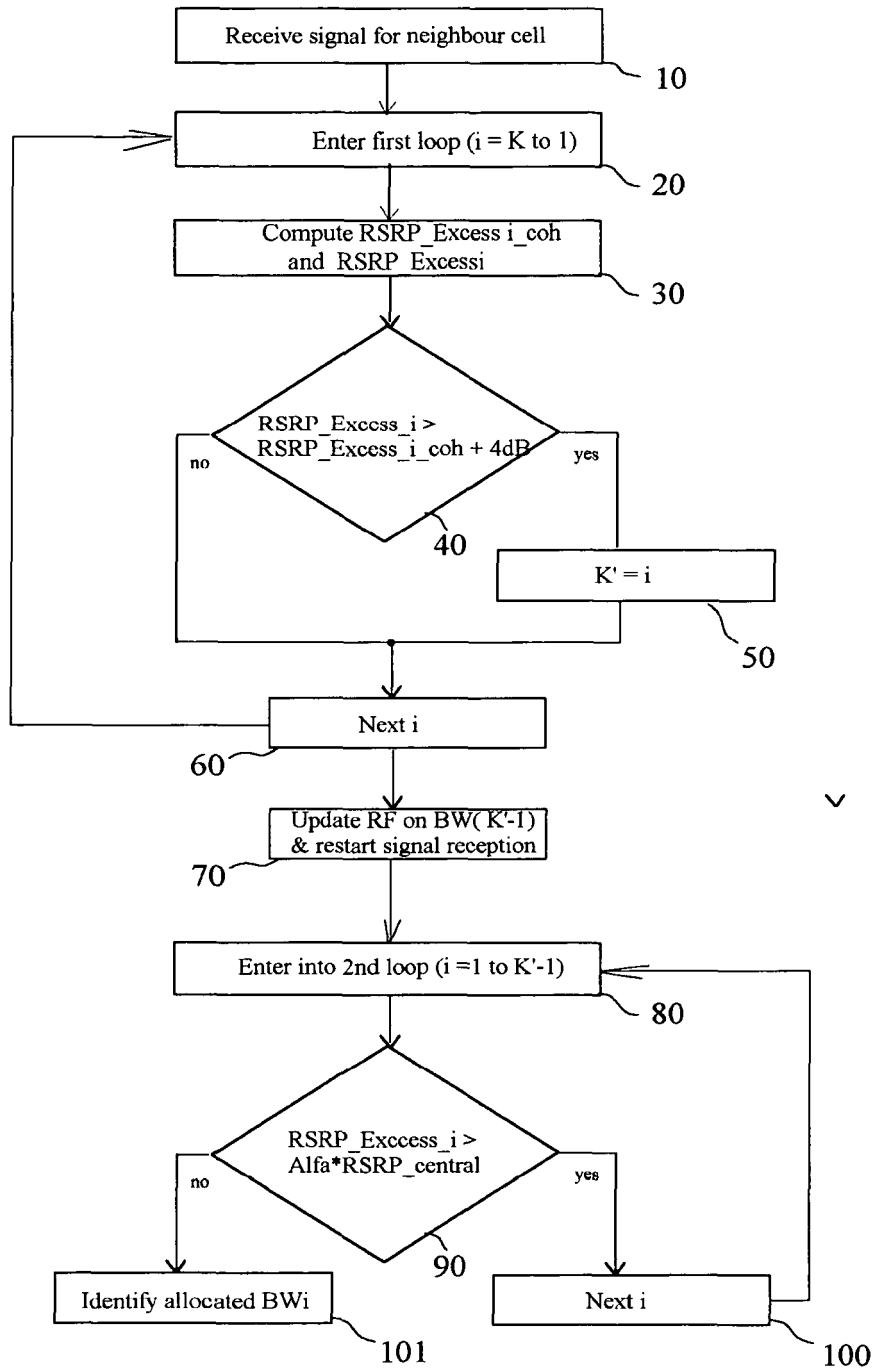 Receive signal for neighbour cell
10
Enter first loop (i = K to 1)
20
Compute RSRP_Excess i_coh
and RSRP_Excessi
30
RSRP_Excess_i >
RSRP_Excess_i_coh + 4dB
no
yes
40
K' = i
50
Next i
60
Update RF on BW( K'-1)
& restart signal reception
70
Enter into 2nd loop (i =1 to K'-1)
80
RSRP_Exccess_i >
Alfa*RSRP_central
no
yes
90
Identify allocated BWi
101
Next i
100